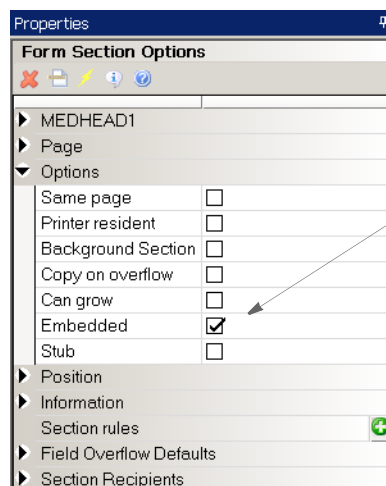 Properties
Form Section Options
MEDHEAD1
Page
Options
Same page
Printer resident
Background Section
Copy on overflow
Can grow
Embedded
Stub
Position
Information
Section rules
Field Overflow Defaults
Section Recipients